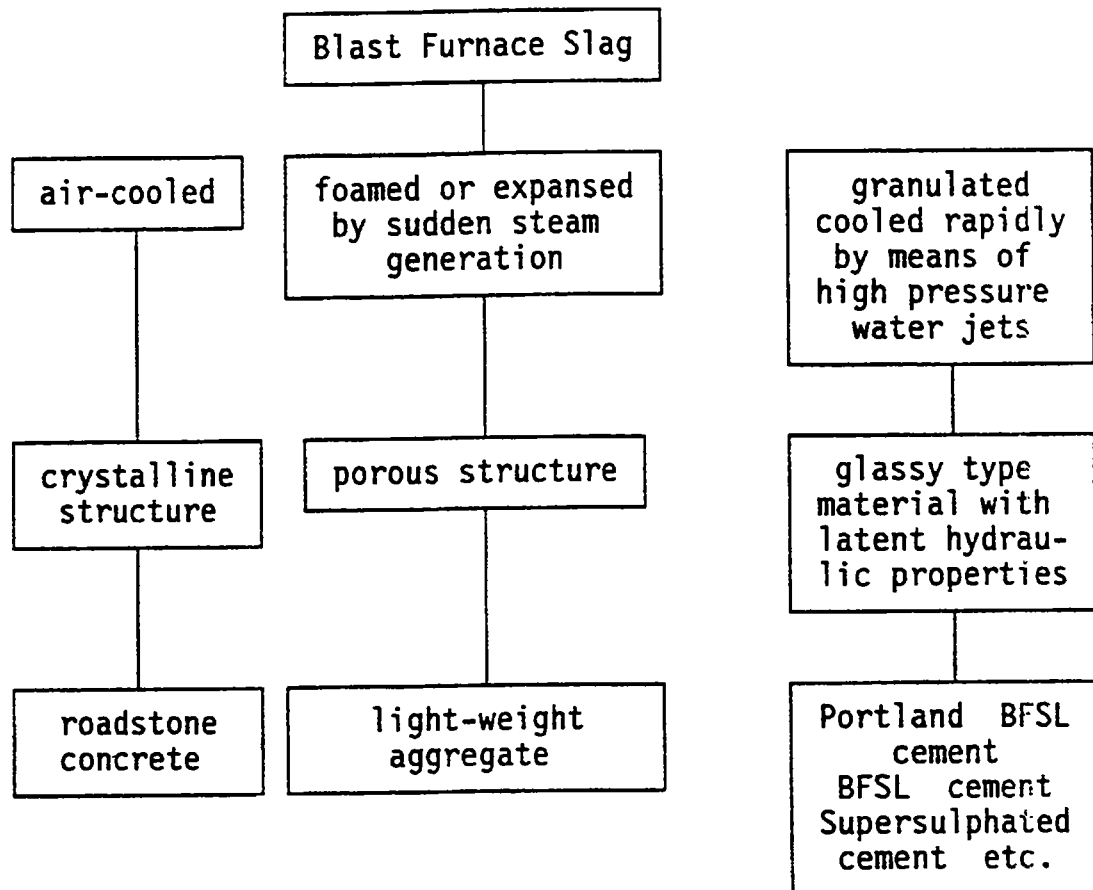 Blast Furnace Slag
air-cooled
foamed or expansed
by sudden steam
generation
granulated
cooled rapidly
by means of
high pressure
water jets
crystalline
structure
porous structure
glassy type
material with
latent hydrau-
lic properties
roadstone
concrete
light-weight
aggregate
Portland BFSL
cement
BFSL cement
Supersulphated
cement etc.